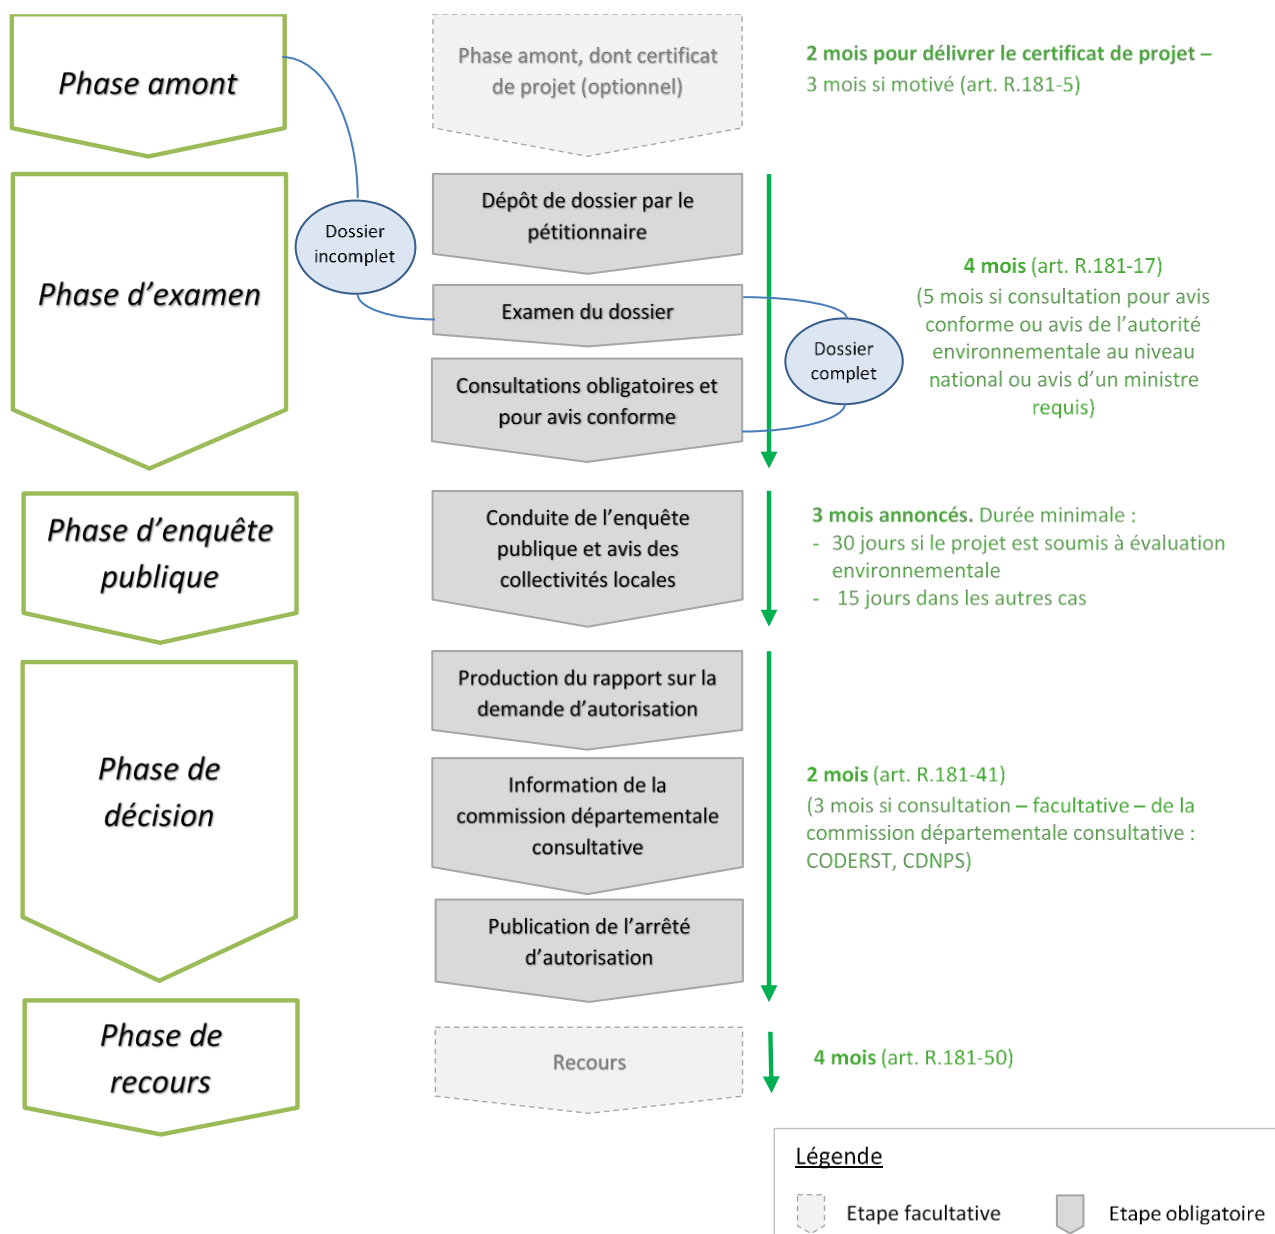 Phase amont
Phase amont, dont certificat
de projet (optionnel)
2 mois pour délivrer le certificat de projet –
3 mois si motivé (art. R.181-5)
Phase d’examen
Dossier
incomplet
Dépôt de dossier par le
pétitionnaire
Examen du dossier
Consultations obligatoires et
pour avis conforme
Dossier
complet
4 mois (art. R.181-17)
(5 mois si consultation pour avis
conforme ou avis de l’autorité
environnementale au niveau
national ou avis d’un ministre
requis)
Phase d’enquête
publique
Conduite de l’enquête
publique et avis des
collectivités locales
3 mois annoncés. Durée minimale :
- 30 jours si le projet est soumis à évaluation
environnementale
- 15 jours dans les autres cas
Phase de
décision
Production du rapport sur la
demande d’autorisation
Information de la
commission départementale
consultative
Publication de l’arrêté
d’autorisation
2 mois (art. R.181-41)
(3 mois si consultation – facultative – de la
commission départementale consultative :
CODERST, CDNPS)
Phase de
recours
Recours
4 mois (art. R.181-50)
Légende
Etape facultative
Etape obligatoire